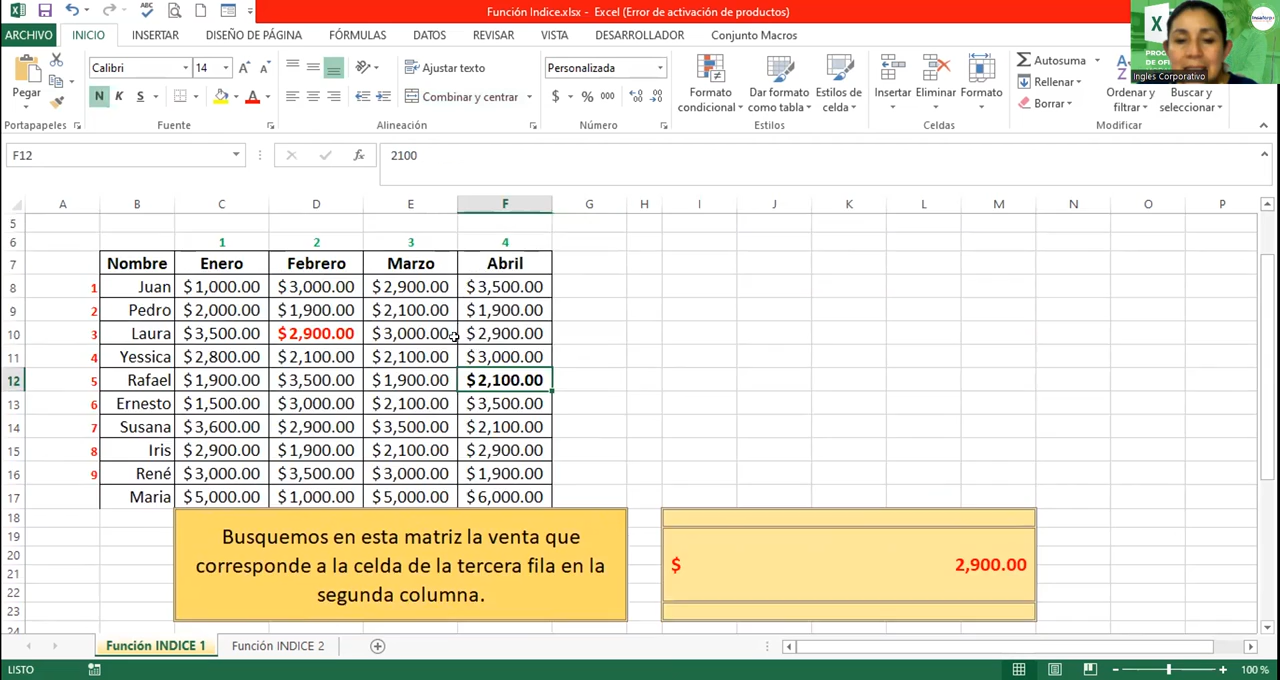 Función Indice.xlsx - Excel (Error de activación de productos)
ARCHIVO INICIO INSERTAR DISEÑO DE PÁGINA FÓRMULAS DATOS REVISAR VISTA DESARROLLADOR Conjunto Macros
Pegar
Calibri 14
N K S
Portapapeles Fuente
Ajustar texto
Combinar y centrar
Alineación
Personalizada
$ % 000
Número
Formato condicional
Dar formato como tabla
Estilos de celda
Estilos
Insertar Eliminar Formato
Celdas
Autosuma
Rellenar
Borrar
Ordenar y filtrar
Buscar y seleccionar
Modificar
Ingles Corporativo
F12 fx 2100
A B C D E F G H I J K L M N O P
5
6 1 2 3 4
7 Nombre Enero Febrero Marzo Abril
8 1 Juan $1,000.00 $3,000.00 $2,900.00 $3,500.00
9 2 Pedro $2,000.00 $1,900.00 $2,100.00 $1,900.00
10 3 Laura $3,500.00 $2,900.00 $3,000.00 $2,900.00
11 4 Yessica $2,800.00 $2,100.00 $2,100.00 $3,000.00
12 5 Rafael $1,900.00 $3,500.00 $1,900.00 $2,100.00
13 6 Ernesto $1,500.00 $3,000.00 $2,100.00 $3,500.00
14 7 Susana $3,600.00 $2,900.00 $3,500.00 $2,100.00
15 8 Iris $2,900.00 $1,900.00 $2,100.00 $2,900.00
16 9 René $3,000.00 $3,500.00 $3,000.00 $1,900.00
17 Maria $5,000.00 $1,000.00 $5,000.00 $6,000.00
18
19
20
21
22
23
24
Busquemos en esta matriz la venta que
corresponde a la celda de la tercera fila en la
segunda columna.
$ 2,900.00
Función INDICE 1 Función INDICE 2
LISTO 100 %